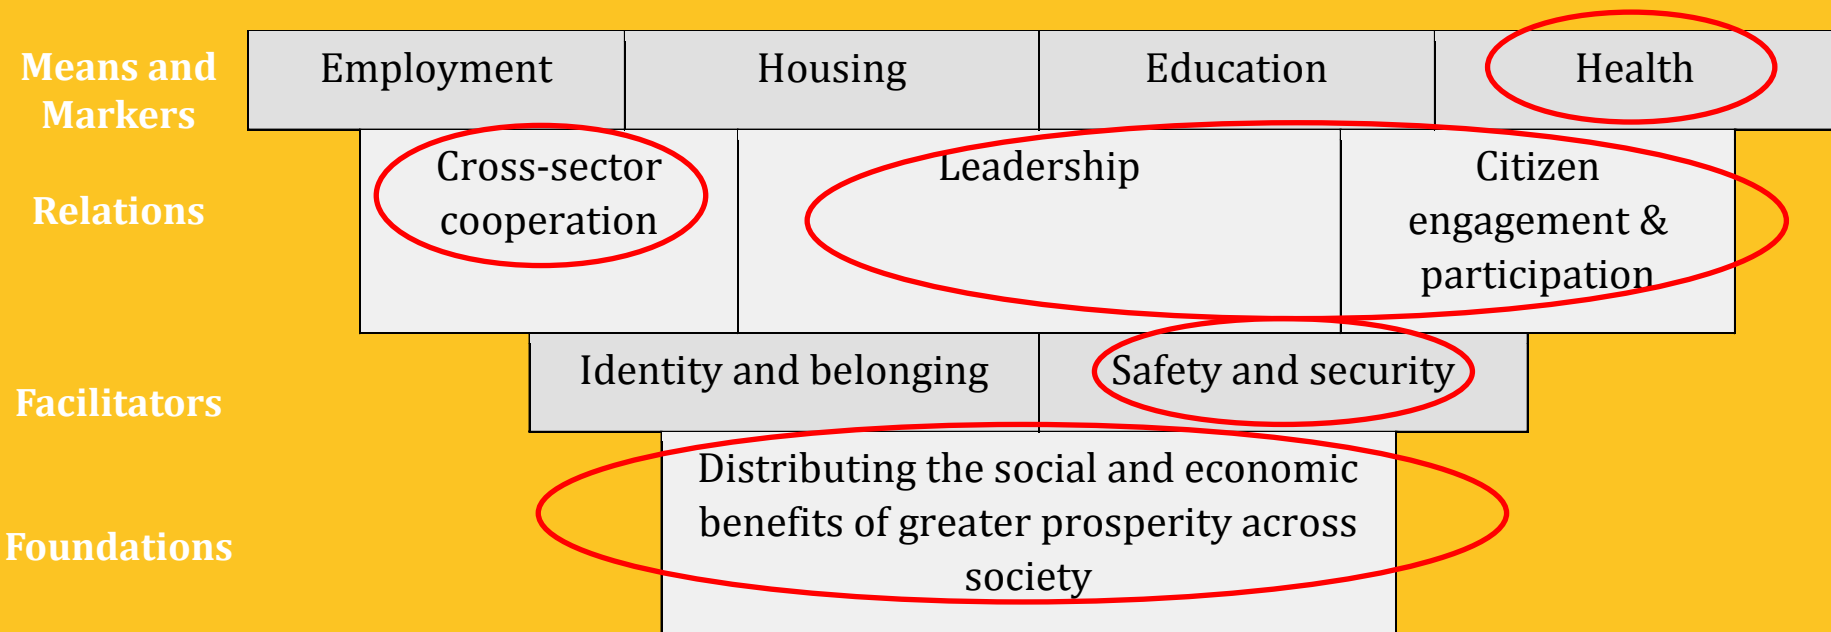 Means and
Markers
Employment
Housing
Education
Health
Relations
Cross-sector
cooperation
Leadership
Citizen
engagement &
participation
Facilitators
Identity and belonging
Safety and security
Foundations
Distributing the social and economic
benefits of greater prosperity across
society